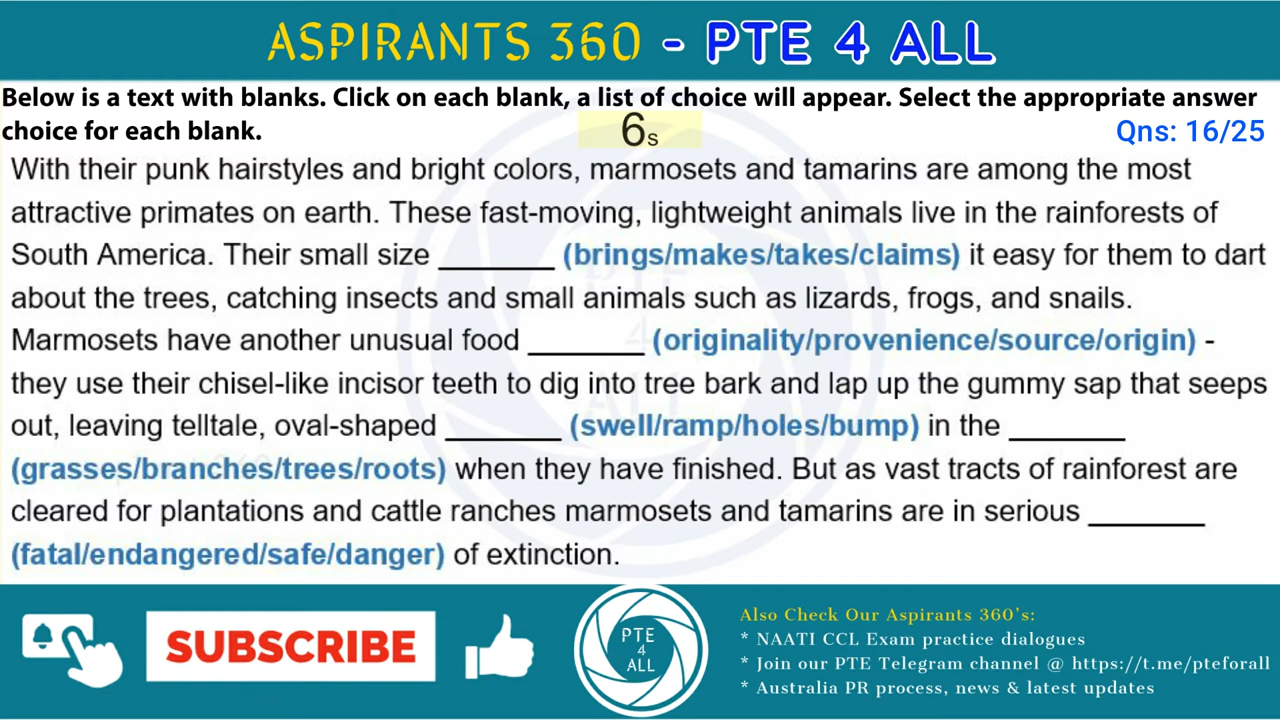 ASPIRANTS 360 - PTE 4 ALL
Below is a text with blanks. Click on each blank, a list of choice will appear. Select the appropriate answer
choice for each blank.
6s
Qns: 16/25
With their punk hairstyles and bright colors, marmosets and tamarins are among the most
attractive primates on earth. These fast-moving, lightweight animals live in the rainforests of
South America. Their small size _______ (brings/makes/takes/claims) it easy for them to dart
about the trees, catching insects and small animals such as lizards, frogs, and snails.
Marmosets have another unusual food _______ (originality/provenience/source/origin) -
they use their chisel-like incisor teeth to dig into tree bark and lap up the gummy sap that seeps
out, leaving telltale, oval-shaped _______ (swell/ramp/holes/bump) in the _______
(grasses/branches/trees/roots) when they have finished. But as vast tracts of rainforest are
cleared for plantations and cattle ranches marmosets and tamarins are in serious _______
(fatal/endangered/safe/danger) of extinction.
SUBSCRIBE
PTE
4
ALL
Also Check Our Aspirants 360's:
* NAATI CCL Exam practice dialogues
* Join our PTE Telegram channel @ https://t.me/pteforall
* Australia PR process, news & latest updates